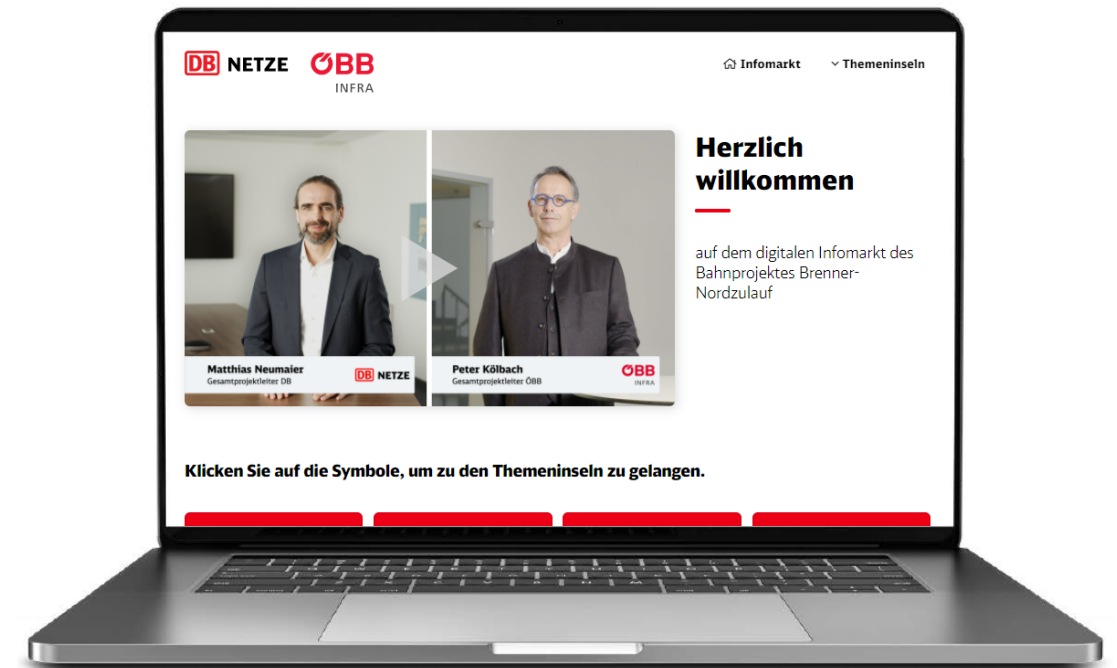 DB NETZE ÖBB
INFRA
Infomarkt Themeninseln
Herzlich
willkommen
auf dem digitalen Infomarkt des
Bahnprojektes Brenner-
Nordzulauf
Matthias Neumaier
Gesamtprojektleiter DB
DB NETZE
Peter Kölbach
Gesamtprojektleiter ÖBB
ÖBB
INFRA
Klicken Sie auf die Symbole, um zu den Themeninseln zu gelangen.